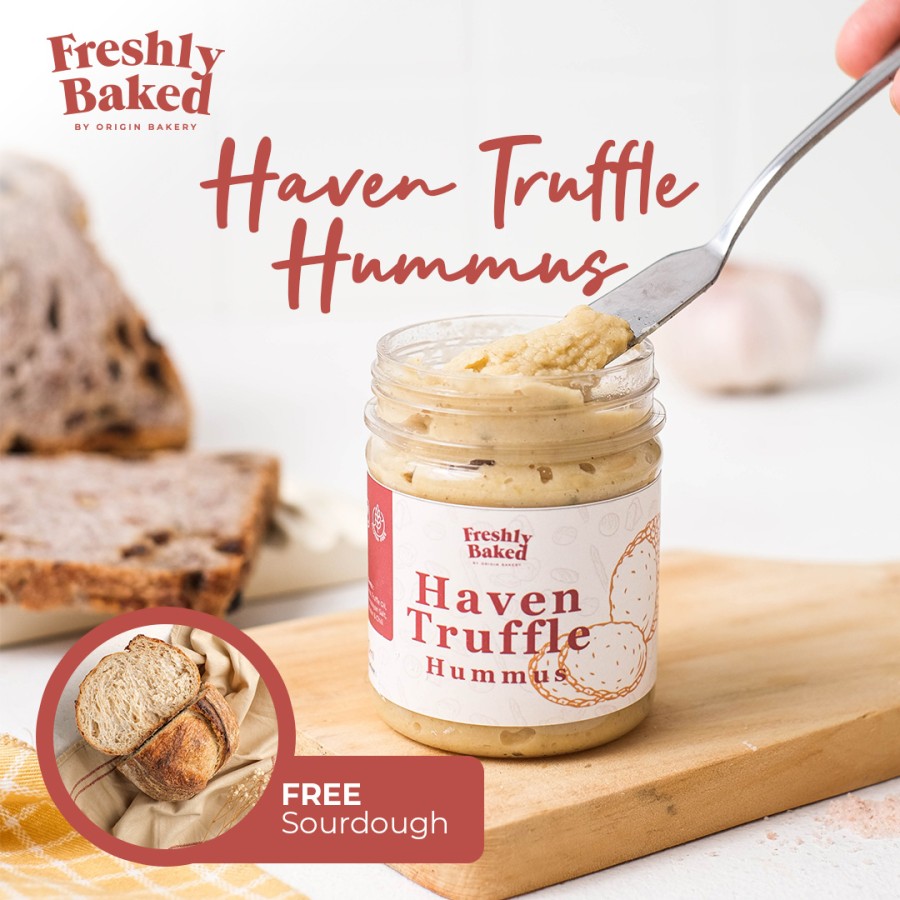 Freshly
Baked
BY ORIGIN BAKERY
Haven Truffle
Hummus
Freshly
Baked
BY ORIGIN BAKERY
Haven
Truffle
Hummus
FREE
Sourdough